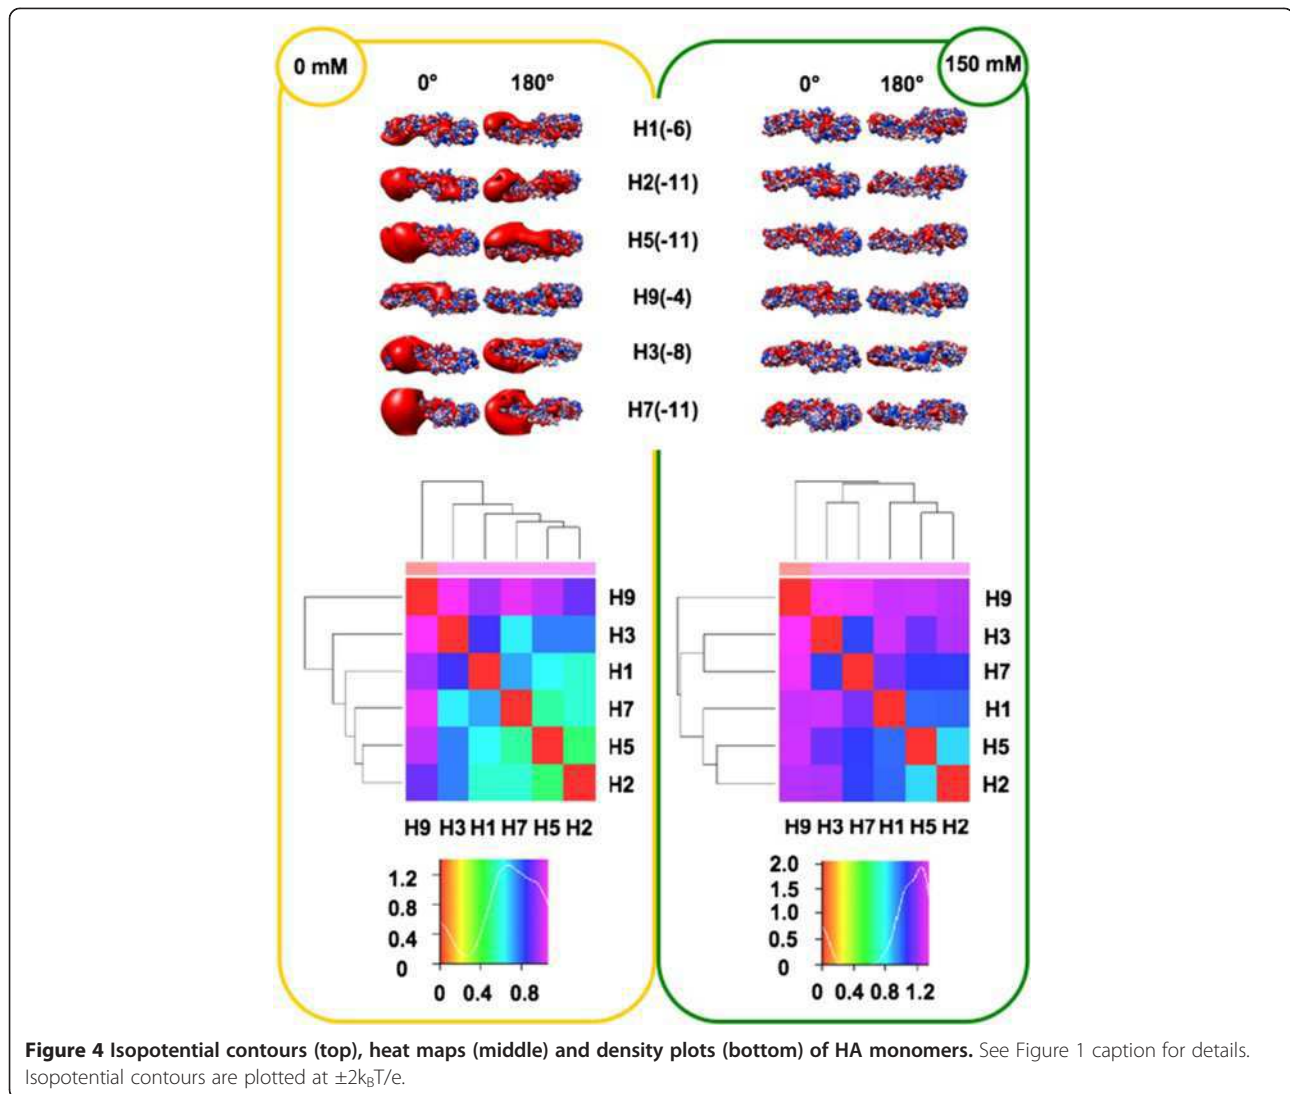 0 mM
150 mM
0° 180°
0° 180°
H1(-6)
H2(-11)
H5(-11)
H9(-4)
H3(-8)
H7(-11)
H9
H3
H1
H7
H5
H2
H9 H3 H1 H7 H5 H2
H9
H3
H7
H1
H5
H2
H9 H3 H7 H1 H5 H2
1.2
0.8
0.4
0
0 0.4 0.8
2.0
1.5
1.0
0.5
0
0 0.4 0.8 1.2
Figure 4 Isopotential contours (top), heat maps (middle) and density plots (bottom) of HA monomers. See Figure 1 caption for details.
Isopotential contours are plotted at ±2k_BT/e.